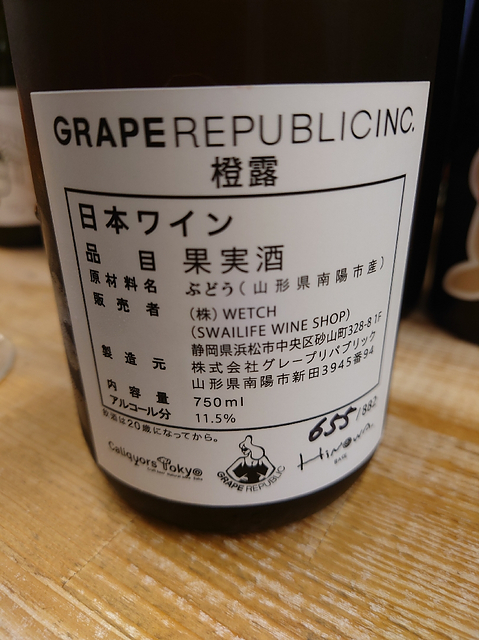 GRAPEREPUBLICINC.
橙露
日本ワイン
品目 果実酒
原材料名 ぶどう(山形県南陽市産)
販売者 (株)WETCH
(SWAILIFE WINE SHOP)
静岡県浜松市中央区砂山町328-8 1F
製造元 株式会社グレープリパブリック
山形県南陽市新田3945番94
内容量 750ml
アルコール分 11.5%
飲酒は20歳になってから。
655/882
Caliquors Tokyo
GRAPE REPUBLIC